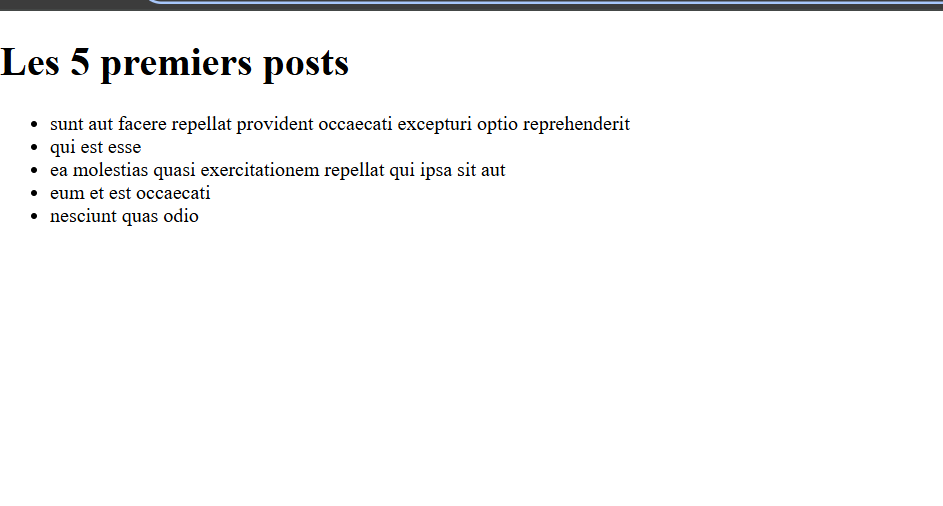 Les 5 premiers posts
sunt aut facere repellat provident occaecati excepturi optio reprehenderit
qui est esse
ea molestias quasi exercitationem repellat qui ipsa sit aut
eum et est occaecati
nesciunt quas odio